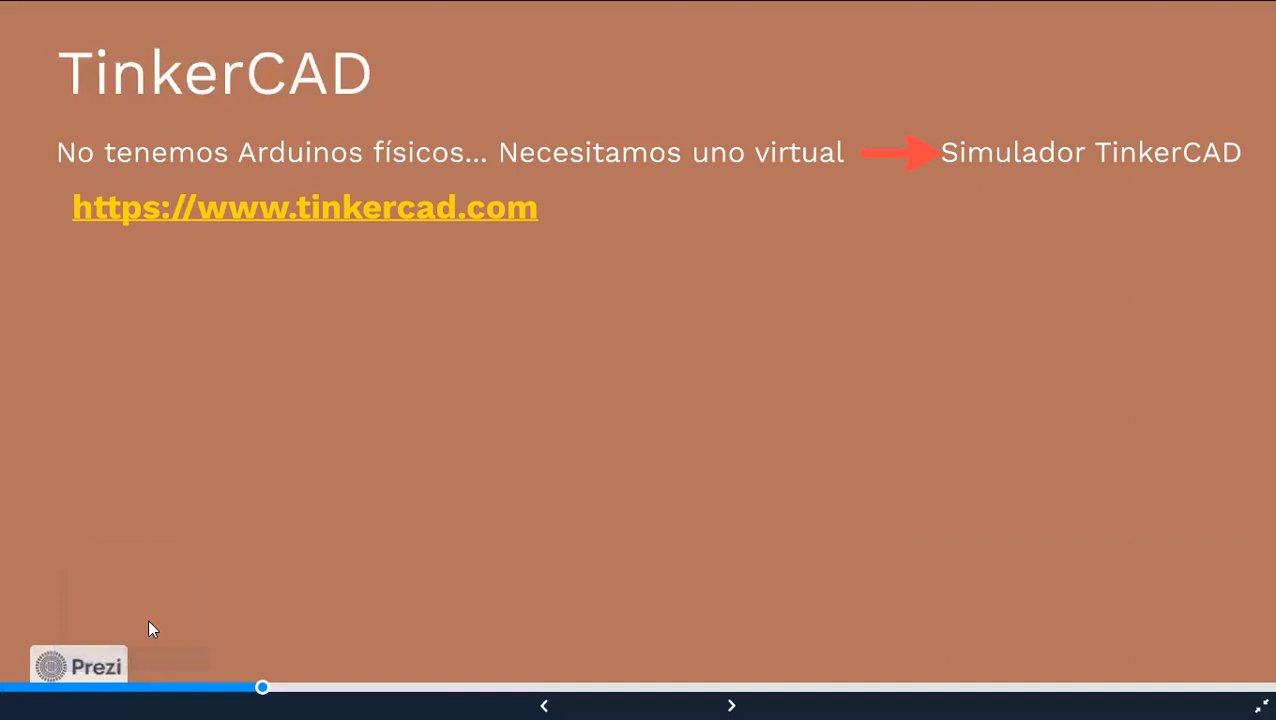 TinkerCAD
No tenemos Arduinos físicos... Necesitamos uno virtual Simulador TinkerCAD
https://www.tinkercad.com
Prezi